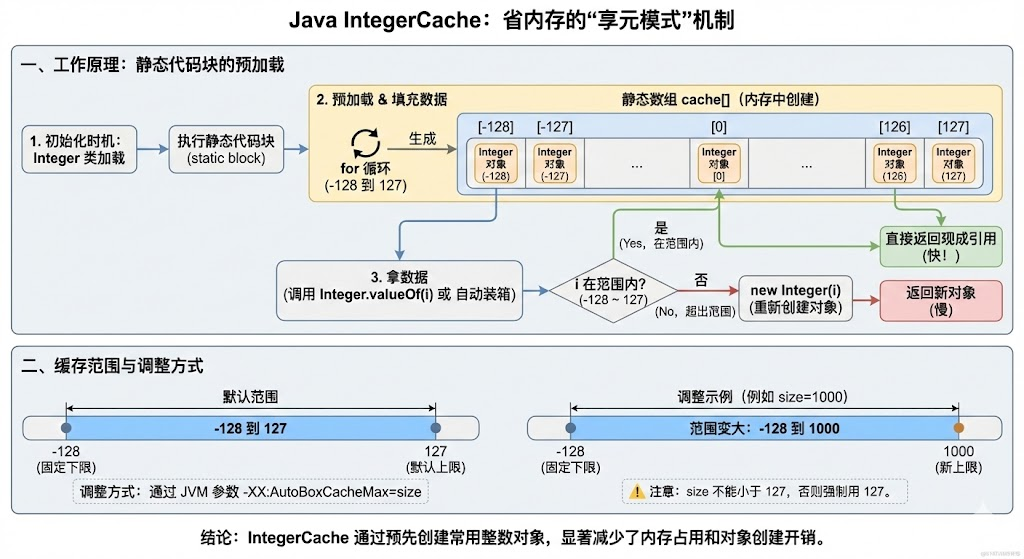 Java IntegerCache：省内存的“享元模式”机制
一、工作原理：静态代码块的预加载
1. 初始化时机：
Integer 类加载
执行静态代码块
(static block)
2. 预加载 & 填充数据
for 循环
(-128 到 127)
生成
静态数组 cache[]（内存中创建）
[-128]
[-127]
[0]
[126]
[127]
Integer
对象
(-128)
Integer
对象
(-127)
...
Integer
对象
[0]
...
Integer
对象
(126)
Integer
对象
(127)
3. 拿数据
(调用 Integer.valueOf(i) 或 自动装箱)
i 在范围内？
(-128 ~ 127)
是
(Yes，在范围内)
直接返回现成引用
(快！)
否
(No，超出范围)
new Integer(i)
(重新创建对象)
返回新对象
(慢)
二、缓存范围与调整方式
默认范围
-128 到 127
-128
(固定下限)
127
(默认上限)
调整方式：通过 JVM 参数 -XX:AutoBoxCacheMax=size
调整示例（例如 size=1000）
范围变大：-128 到 1000
-128
(固定下限)
1000
(新上限)
注意：size 不能小于 127，否则强制用 127。
结论：IntegerCache 通过预先创建常用整数对象，显著减少了内存占用和对象创建开销。